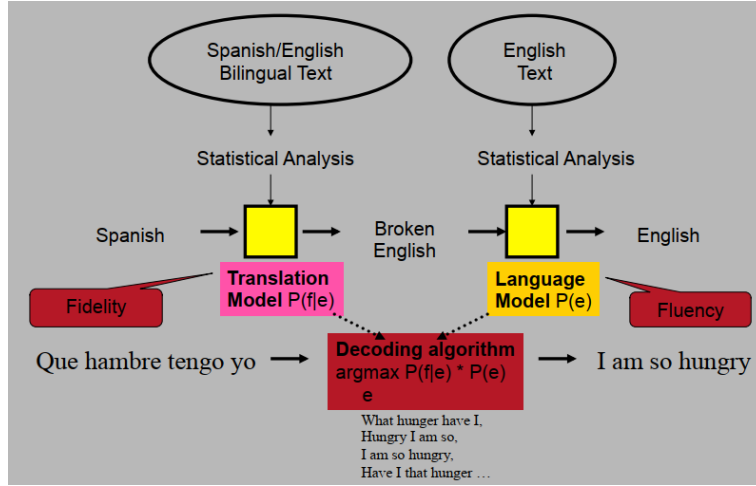 Spanish/English
Bilingual Text
English
Text
Statistical Analysis
Statistical Analysis
Spanish
Broken
English
English
Translation
Model P(f|e)
Language
Model P(e)
Fidelity
Fluency
Que hambre tengo yo
Decoding algorithm
argmax P(f|e) * P(e)
e
I am so hungry
What hunger have I,
Hungry I am so,
I am so hungry,
Have I that hunger …